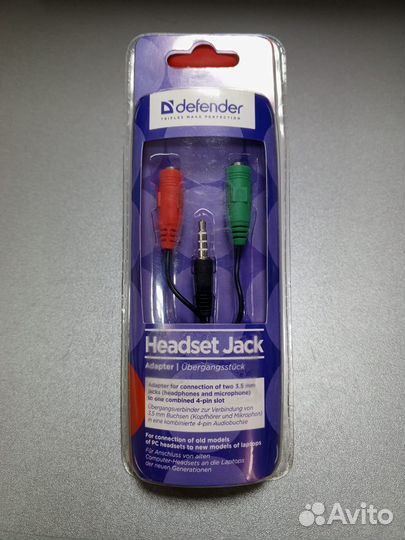 defender
TRIPLEX MASS PERFECTION
Headset Jack
Adapter | Übergangsstück
Adapter for connection of two 3.5 mm
jacks (headphones and microphone)
to one combined 4-pin slot
Übergangsverbinder zur Verbindung von
3,5 mm Buchsen (Kopfhörer und Mikrophon)
in eine kombinierte 4-pin Audiobuchse
For connection of old models
of PC headsets to new models of laptops
Für Anschluss von alten
Computer-Headsets an die Laptops
der neuen Generationen
Avito